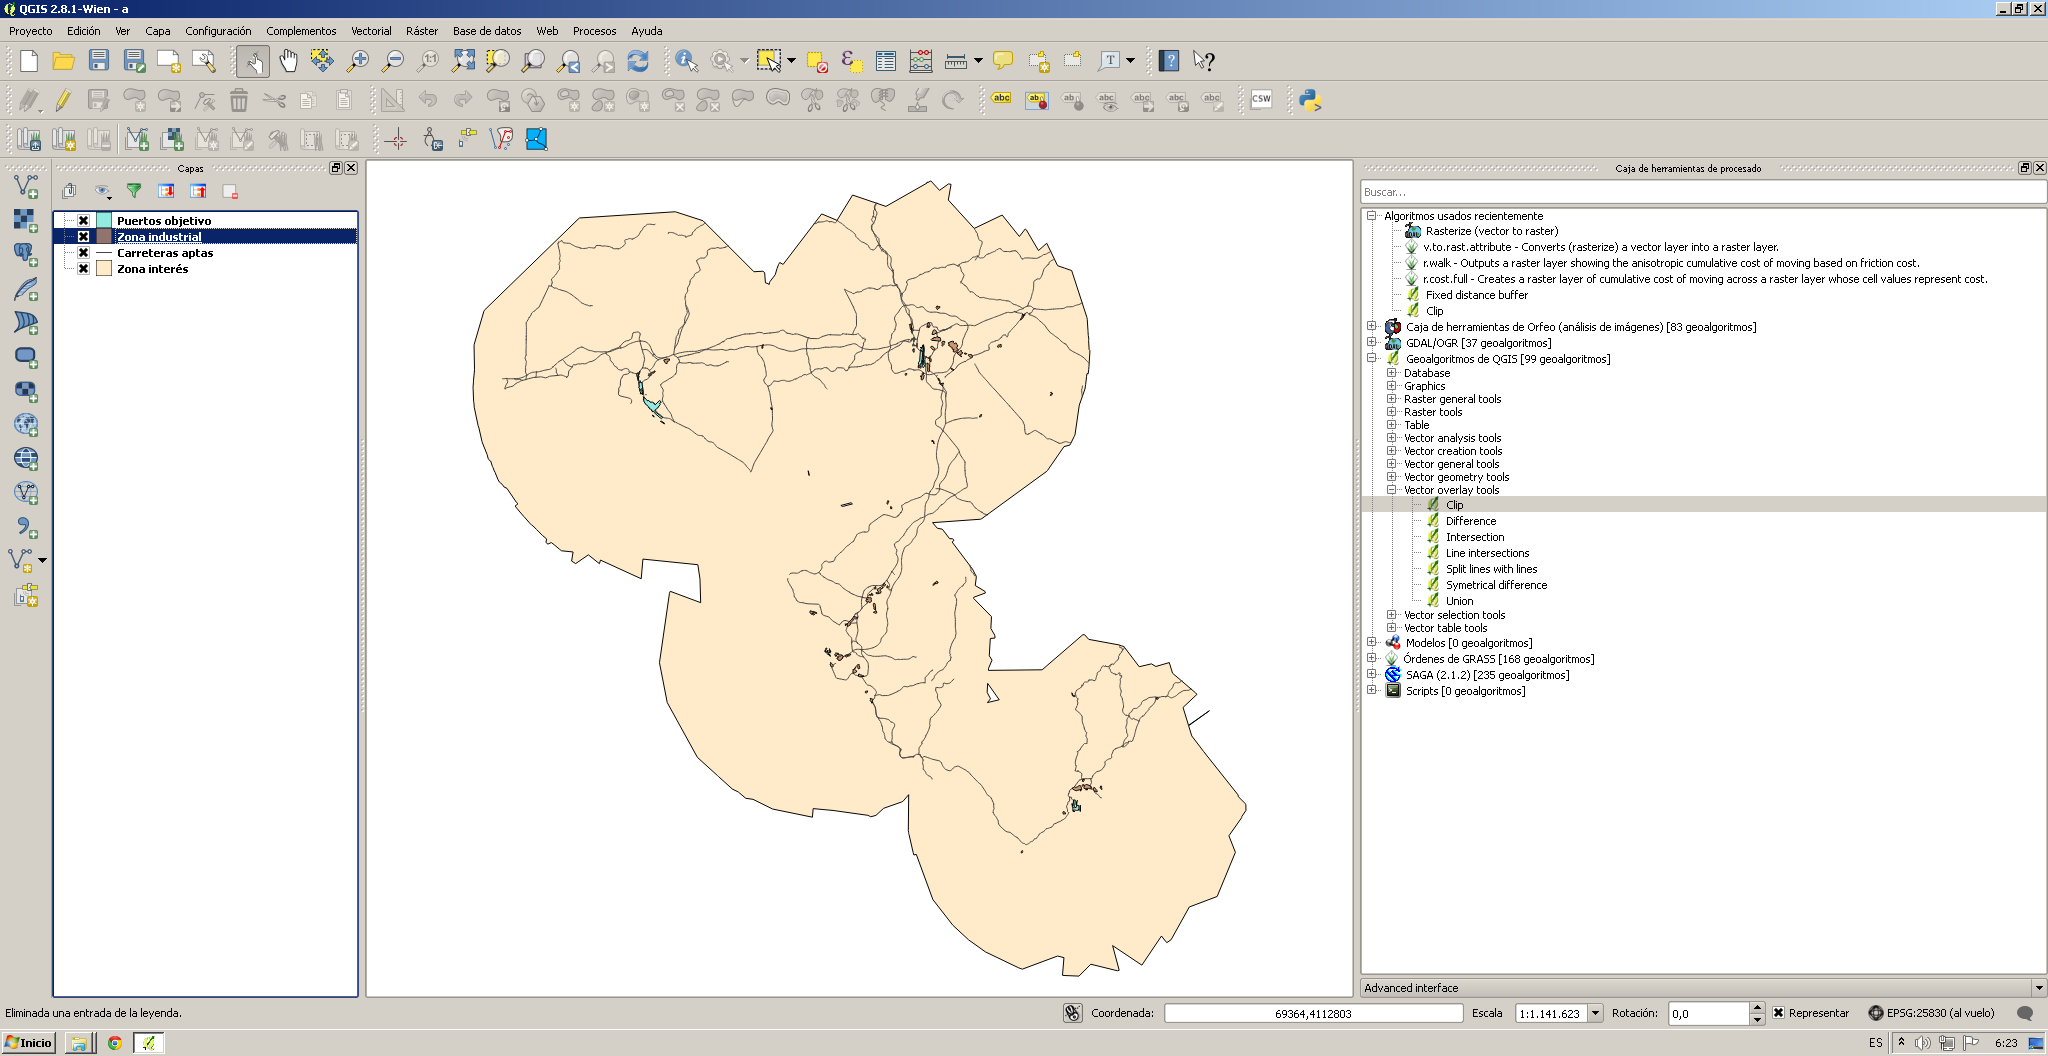 QGIS 2.8.1-Wien - a
Proyecto Edición Ver Capa Configuración Complementos Vectorial Ráster Base de datos Web Procesos Ayuda
Capas
Puertos objetivo
Zona industrial
Carreteras aptas
Zona interés
Caja de herramientas de procesado
Buscar...
Algoritmos usados recientemente
Rasterize (vector to raster)
v.to.rast.attribute - Converts (rasterize) a vector layer into a raster layer.
r.walk - Outputs a raster layer showing the anisotropic cumulative cost of moving based on friction cost.
r.cost.full - Creates a raster layer of cumulative cost of moving across a raster layer whose cell values represent cost.
Fixed distance buffer
Clip
Caja de herramientas de Orfeo (análisis de imágenes) [83 geoalgoritmos]
GDAL/OGR [37 geoalgoritmos]
Geoalgoritmos de QGIS [99 geoalgoritmos]
Database
Graphics
Raster general tools
Raster tools
Table
Vector analysis tools
Vector creation tools
Vector general tools
Vector geometry tools
Vector overlay tools
Clip
Difference
Intersection
Line intersections
Split lines with lines
Symetrical difference
Union
Vector selection tools
Vector table tools
Modelos [0 geoalgoritmos]
Órdenes de GRASS [168 geoalgoritmos]
SAGA (2.1.2) [235 geoalgoritmos]
Scripts [0 geoalgoritmos]
Advanced interface
Eliminada una entrada de la leyenda.
Coordenada: 69364,4112803 Escala 1:1.141.623 Rotación: 0,0 Representar EPSG:25830 (al vuelo)
Inicio
ES 6:23